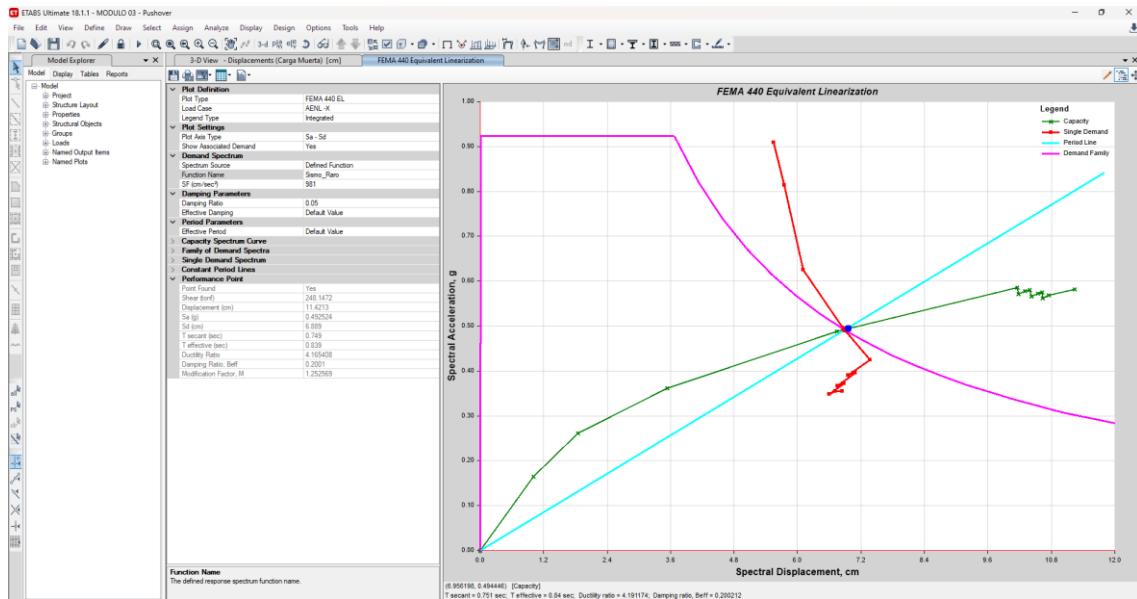 ETABS Ultimate 18.1.1 - MODULO 03 - Pushover
File Edit View Define Draw Select Assign Analyze Display Design Options Tools Help
Model Explorer
3-D View - Displacements (Carga Muerta) [cm]
FEMA 440 Equivalent Linearization
Model Display Tables Reports
Model
Project
Structure Layout
Properties
Structural Objects
Groups
Loads
Named Output Items
Named Plots
Plot Definition
Plot Type FEMA 440 EL
Load Case AENL -X
Legend Type Integrated
Plot Settings
Plot Axis Type Sa - Sd
Show Associated Demand Yes
Demand Spectrum
Spectrum Source Defined Function
Function Name Sismo_Raro
SF (cm/sec²) 981
Damping Parameters
Damping Ratio 0.05
Effective Damping Default Value
Period Parameters
Effective Period Default Value
Capacity Spectrum Curve
Family of Demand Spectra
Single Demand Spectrum
Constant Period Lines
Performance Point
Point Found Yes
Shear (tonf) 248.1472
Displacement (cm) 11.4213
Sa (g) 0.492524
Sd (cm) 6.889
T secant (sec) 0.749
T effective (sec) 0.839
Ductility Ratio 4.165408
Damping Ratio, Beff 0.2001
Modification Factor, M 1.252569
Function Name
The defined response spectrum function name.
FEMA 440 Equivalent Linearization
Legend
Capacity
Single Demand
Period Line
Demand Family
Spectral Acceleration, g
1.00
0.90
0.80
0.70
0.60
0.50
0.40
0.30
0.20
0.10
0.00
0.0 1.2 2.4 3.6 4.8 6.0 7.2 8.4 9.6 10.8 12.0
Spectral Displacement, cm
(6.956198, 0.494446) [Capacity]
T secant = 0.751 sec; T effective = 0.84 sec; Ductility ratio = 4.191174; Damping ratio, Beff = 0.200212